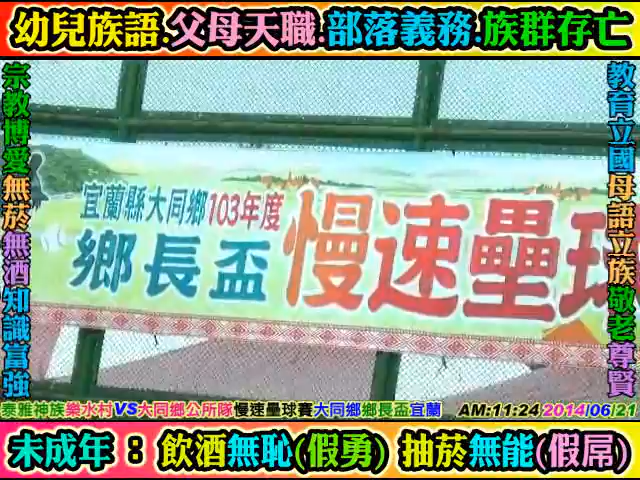 幼兒族語.父母天職.部落義務.族群存亡
宗教博愛無菸無酒知識富強
教育立國母語立族敬老尊賢
宜蘭縣大同鄉103年度
鄉長盃慢速壘球
泰雅神族樂水村VS大同鄉公所隊慢速壘球賽大同鄉鄉長盃宜蘭 AM:11:24 2014/06/21
未成年：飲酒無恥(假勇) 抽菸無能(假屌)